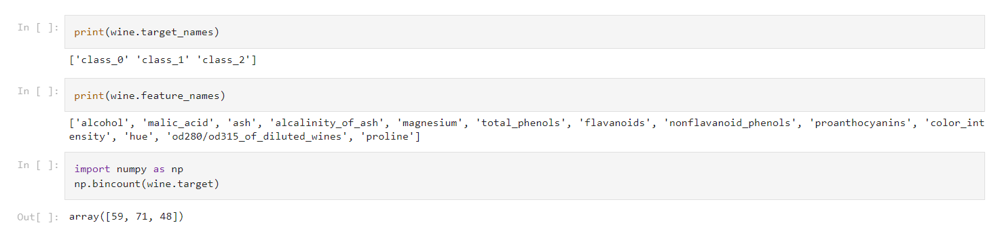 In [ ]: print(wine.target_names)
['class_0' 'class_1' 'class_2']
In [ ]: print(wine.feature_names)
['alcohol', 'malic_acid', 'ash', 'alcalinity_of_ash', 'magnesium', 'total_phenols', 'flavanoids', 'nonflavanoid_phenols', 'proanthocyanins', 'color_int
ensity', 'hue', 'od280/od315_of_diluted_wines', 'proline']
In [ ]: import numpy as np
np.bincount(wine.target)
Out[ ]: array([59, 71, 48])